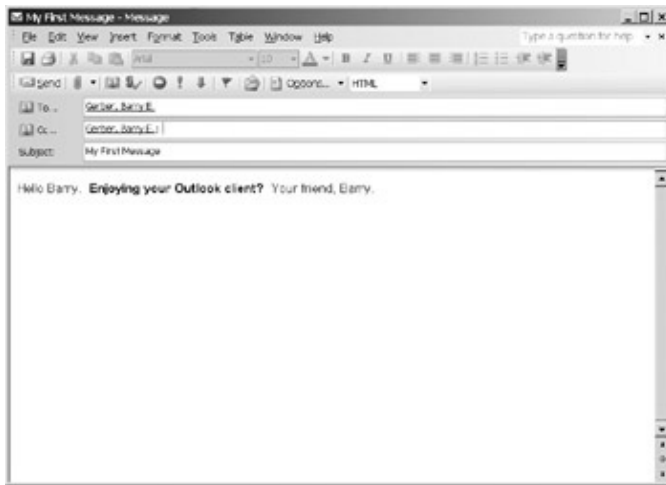 My First Message - Message
File Edit View Insert Format Tools Table Window Help Type a question for help
Arial 10 A B I U
Send Options... HTML
To... Gerber, Barry E.
Cc... Gerber, Barry E.;
Subject: My First Message
Hello Barry. Enjoying your Outlook client? Your friend, Barry.